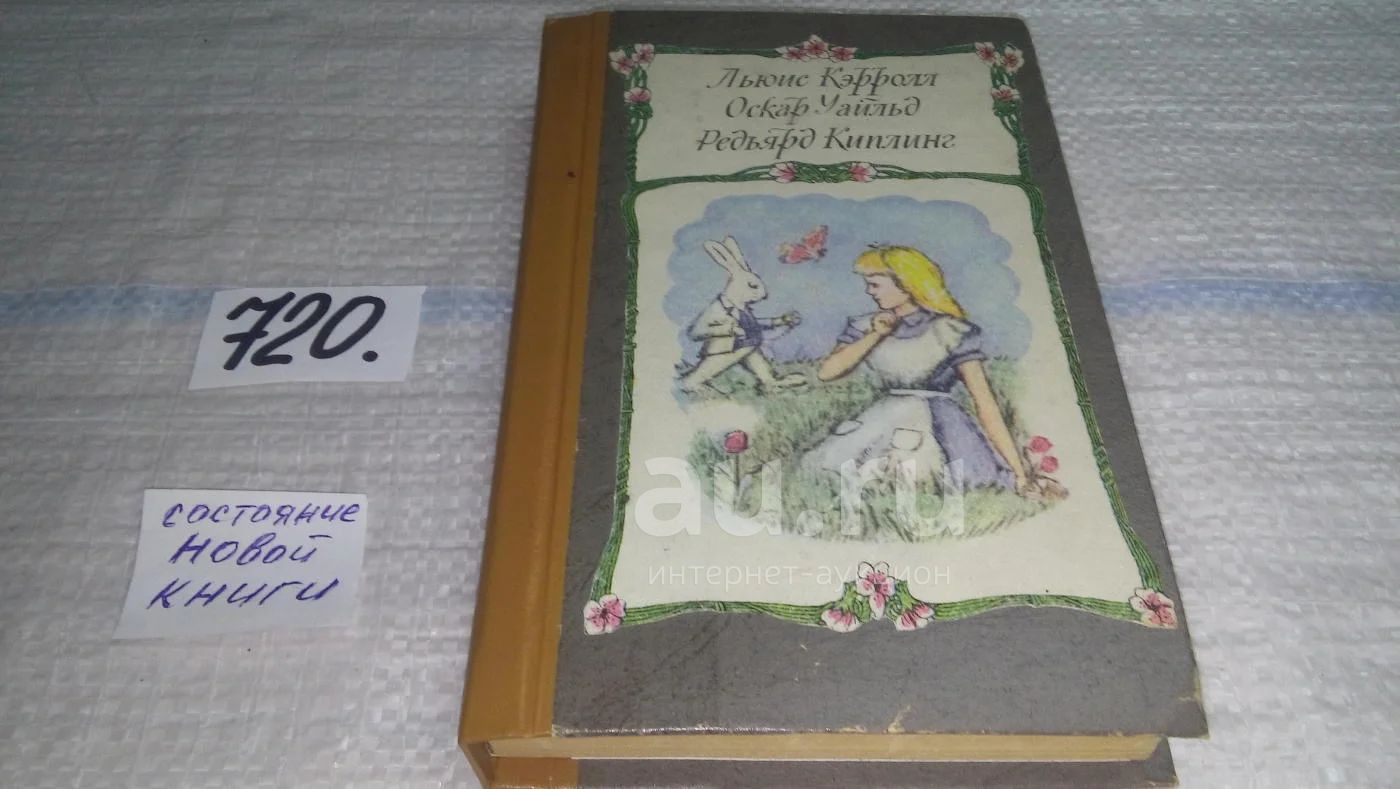 Льюис Кэрролл
Оскар Уайльд
Редьярд Киплинг
720.
состояние
новой
книги
au.ru
интернет-аукцион